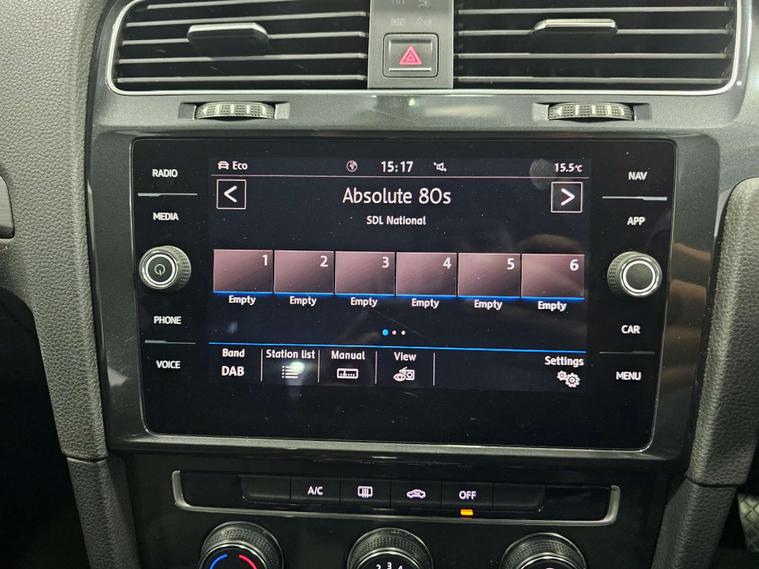 RADIO
MEDIA
PHONE
VOICE
Eco 15:17 15.5°C
Absolute 80s
SDL National
1 2 3 4 5 6
Empty Empty Empty Empty Empty Empty
Band Station list Manual View Settings
DAB
NAV
APP
CAR
MENU
A/C OFF
3